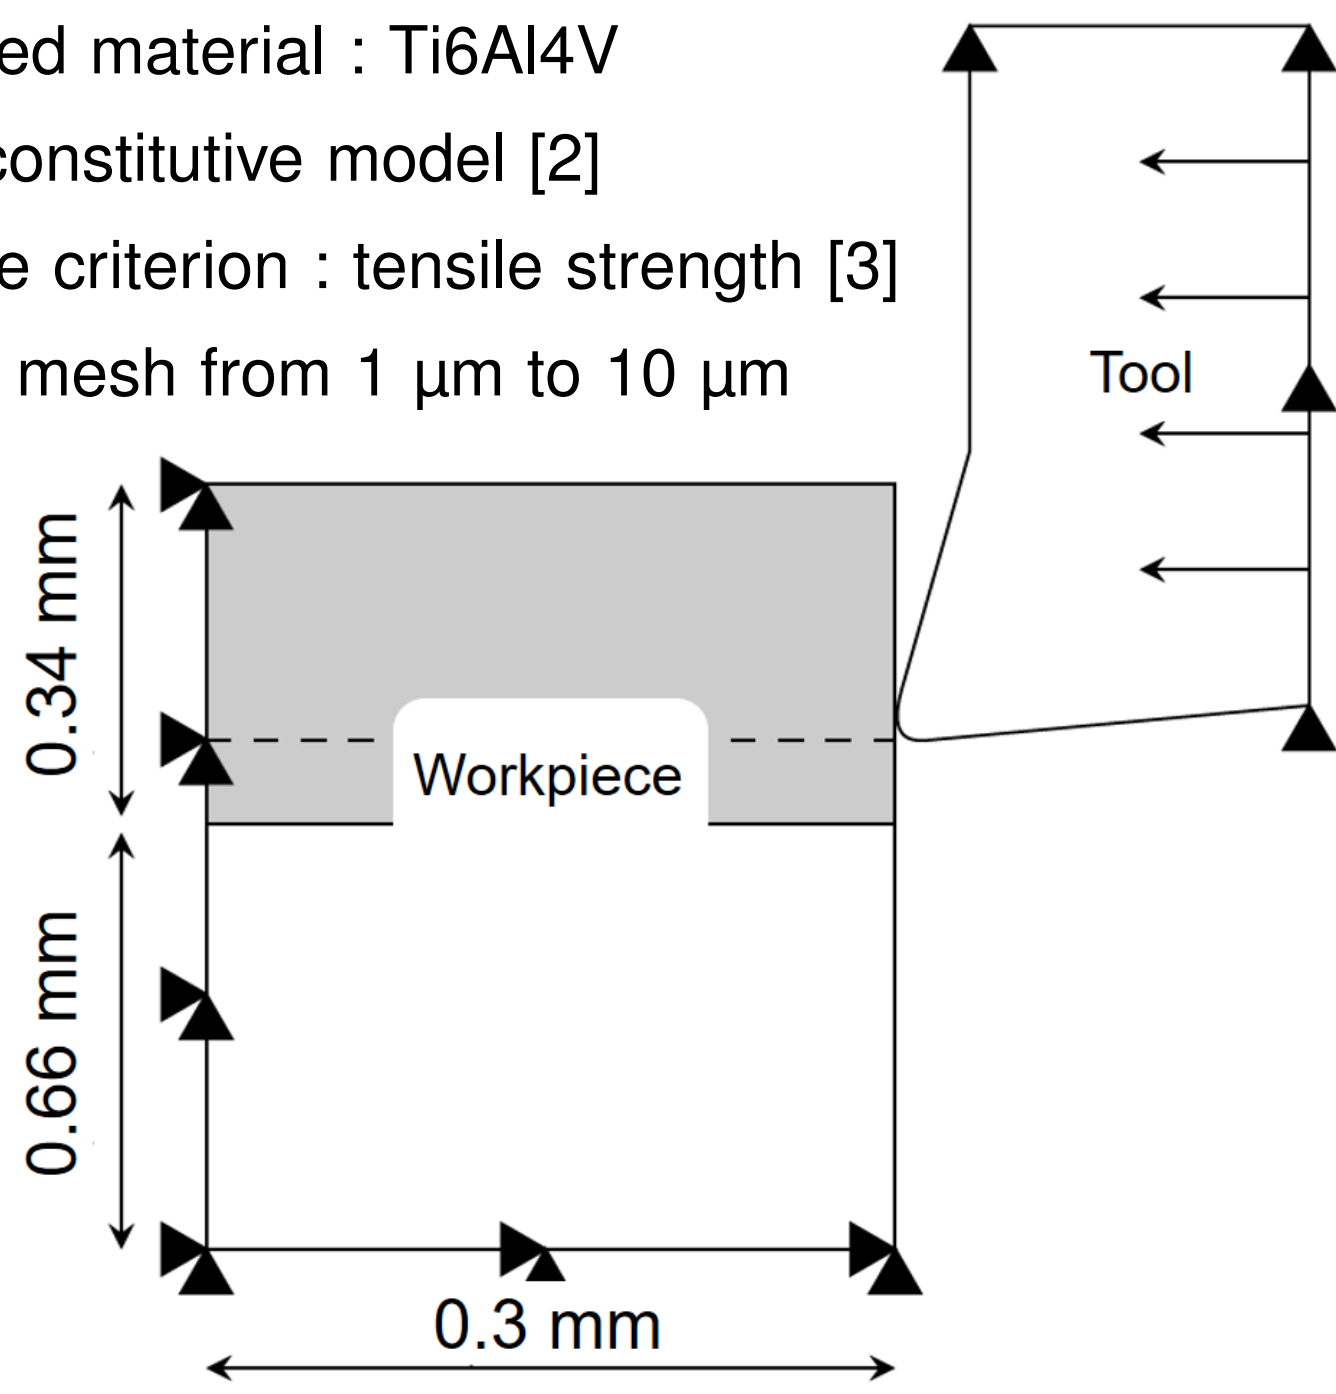 ed material : Ti6Al4V
constitutive model [2]
e criterion : tensile strength [3]
mesh from 1 µm to 10 µm
Tool
0.34 mm
Workpiece
0.66 mm
0.3 mm